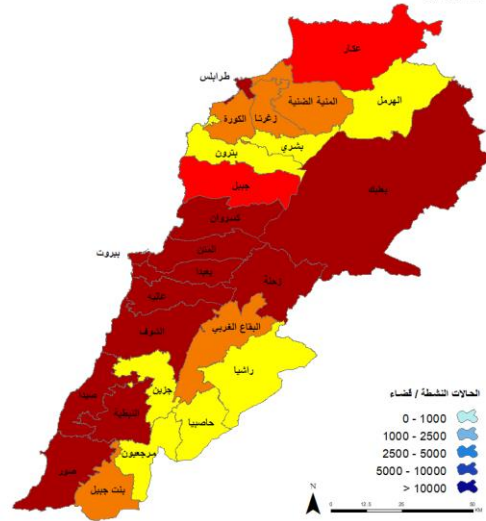 عكار
طرابلس
المنية الضنية
زغرتا
الكورة
الهرمل
بشري
بترون
جبيل
بعلبك
كسروان
المتن
بيروت
بعبدا
زحلة
عاليه
الشوف
البقاع الغربي
راشيا
جزين
صيدا
النبطية
حاصبيا
مرجعيون
صور
بنت جبيل
الحالات النشطة / قضاء
0 - 1000
1000 - 2500
2500 - 5000
5000 - 10000
> 10000
N
0 12.5 25 50
KM